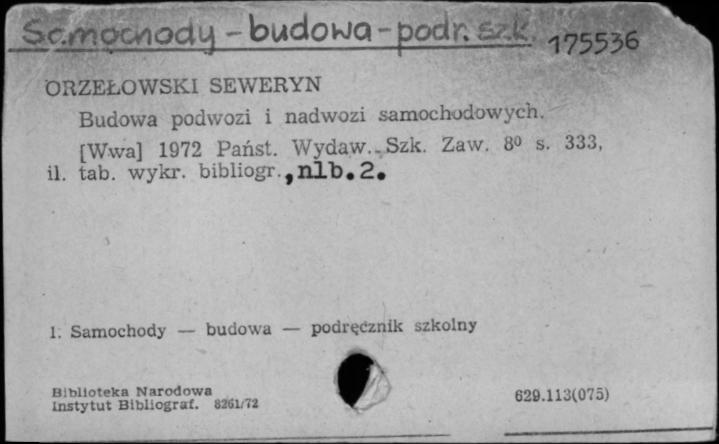 Samochody - budowa - podr. szk. 175536
ORZEŁOWSKI SEWERYN
Budowa podwozi i nadwozi samochodowych.
[W.wa] 1972 Państ. Wydaw. Szk. Zaw. 8⁰ s. 333,
il. tab. wykr. bibliogr., nlb. 2.
1. Samochody — budowa — podręcznik szkolny
Biblioteka Narodowa
Instytut Bibliograf. 8261/72
629.113(075)